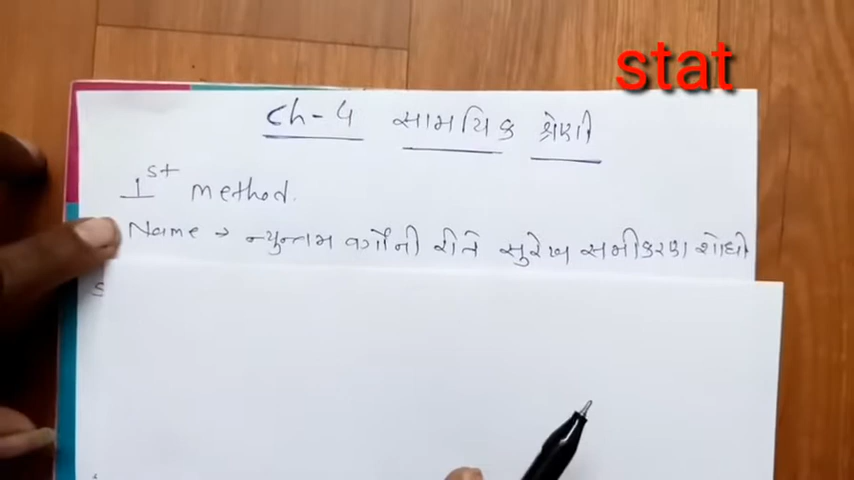 stat
Ch-4 સામયિક શ્રેણી
1st method.
Name → ન્યુનતમ વર્ગોની રીતે સુરેખ સમીકરણ શોધો
S